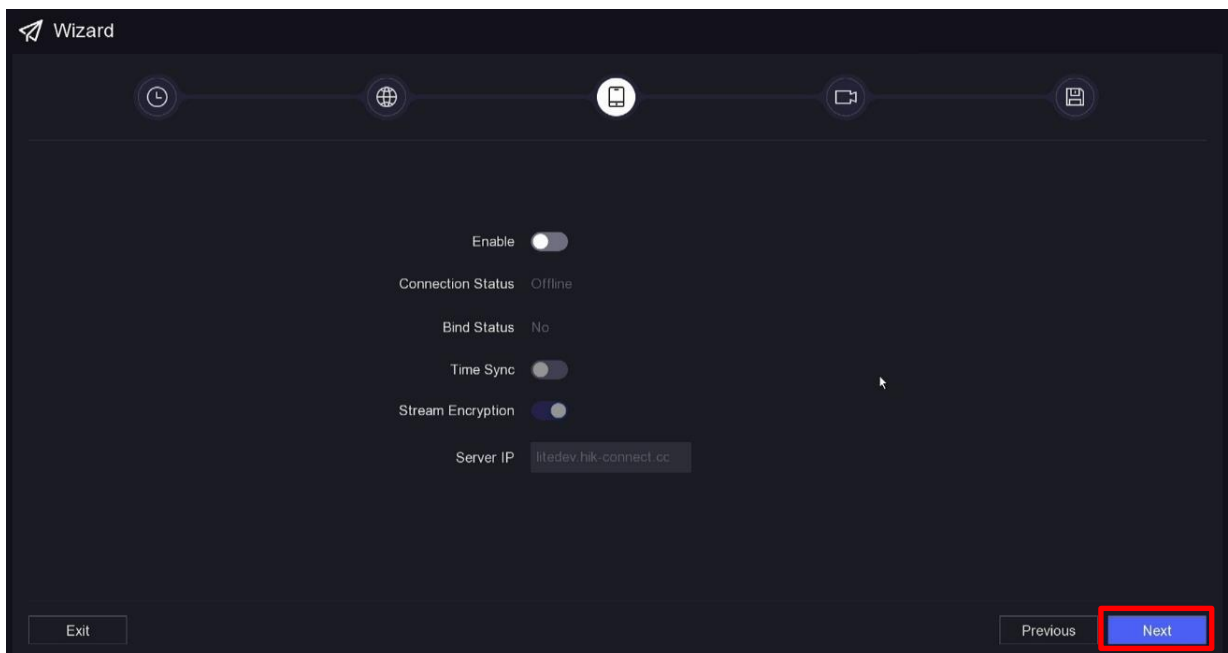 Wizard
Enable
Connection Status Offline
Bind Status No
Time Sync
Stream Encryption
Server IP litedev.hik-connect.cc
Exit Previous Next